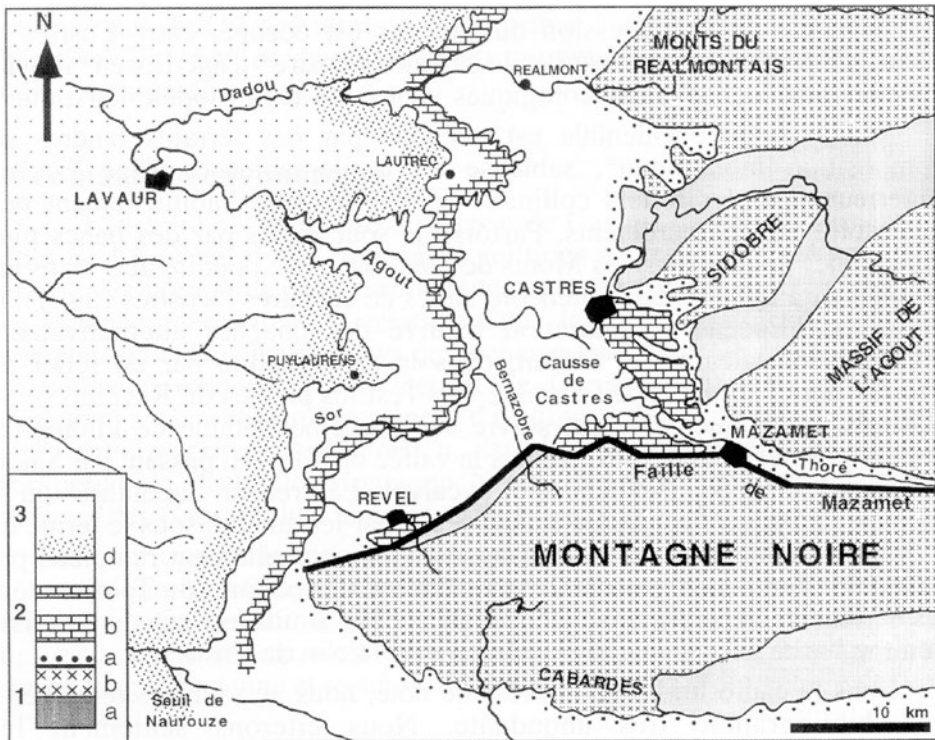 N
MONTS DU
REALMONTAIS
REALMONT
Dadou
LAUTREC
LAVAUR
Agout
SIDOBRE
CASTRES
MASSIF DE
L'AGOUT
PUYLAURENS
Causse
de
Castres
Bernazobre
Sor
MAZAMET
Thoré
REVEL
Faille
de
Mazamet
3
MONTAGNE NOIRE
d
c
2
b
a
b
1
a
CABARDES
Seuil de
Naurouze
10 km